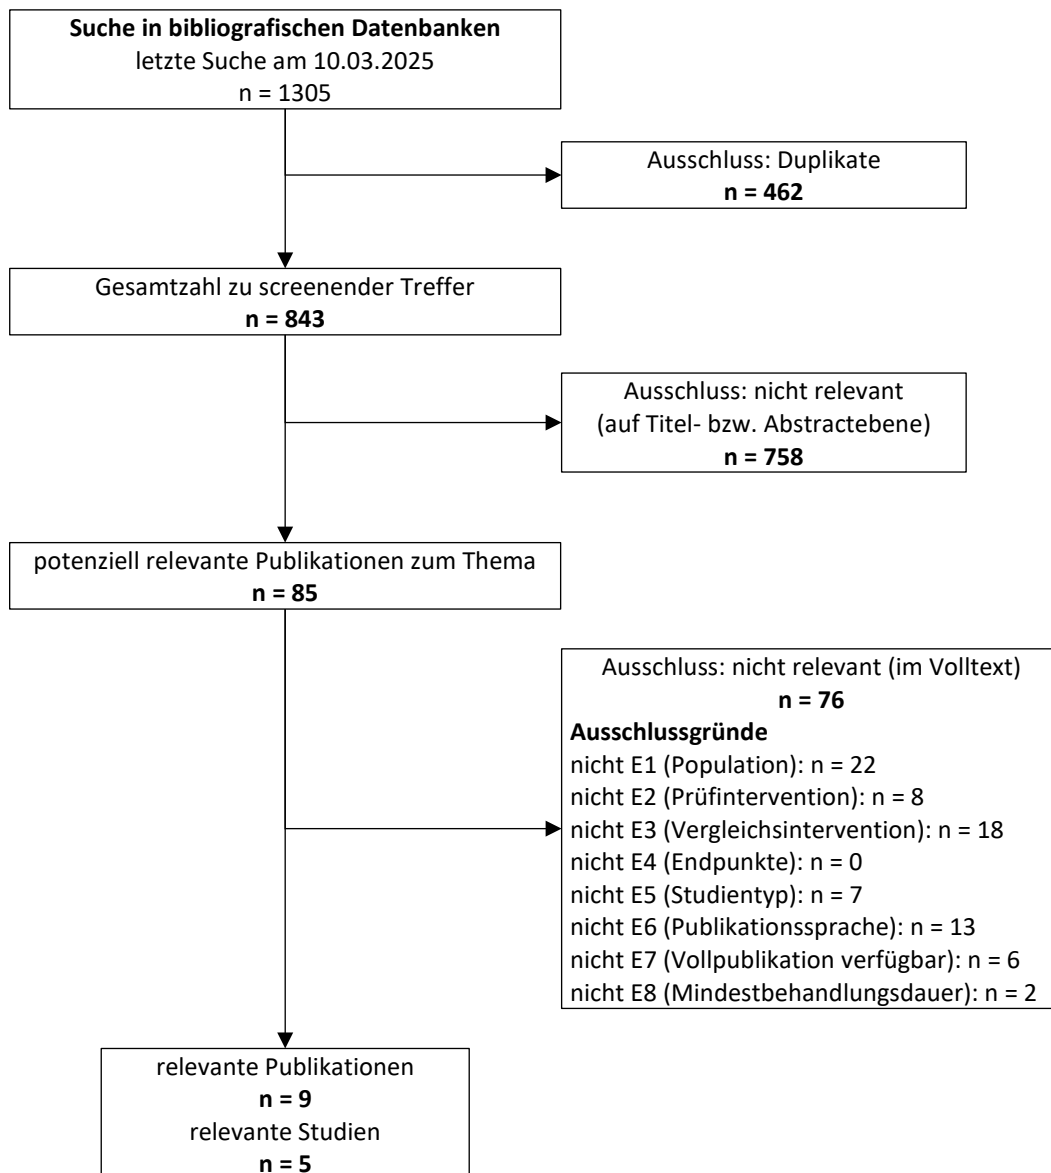 Suche in bibliografischen Datenbanken
letzte Suche am 10.03.2025
n = 1305
Ausschluss: Duplikate
n = 462
Gesamtzahl zu screenender Treffer
n = 843
Ausschluss: nicht relevant
(auf Titel- bzw. Abstractebene)
n = 758
potenziell relevante Publikationen zum Thema
n = 85
Ausschluss: nicht relevant (im Volltext)
n = 76
Ausschlussgründe
nicht E1 (Population): n = 22
nicht E2 (Prüfintervention): n = 8
nicht E3 (Vergleichsintervention): n = 18
nicht E4 (Endpunkte): n = 0
nicht E5 (Studientyp): n = 7
nicht E6 (Publikationssprache): n = 13
nicht E7 (Vollpublikation verfügbar): n = 6
nicht E8 (Mindestbehandlungsdauer): n = 2
relevante Publikationen
n = 9
relevante Studien
n = 5